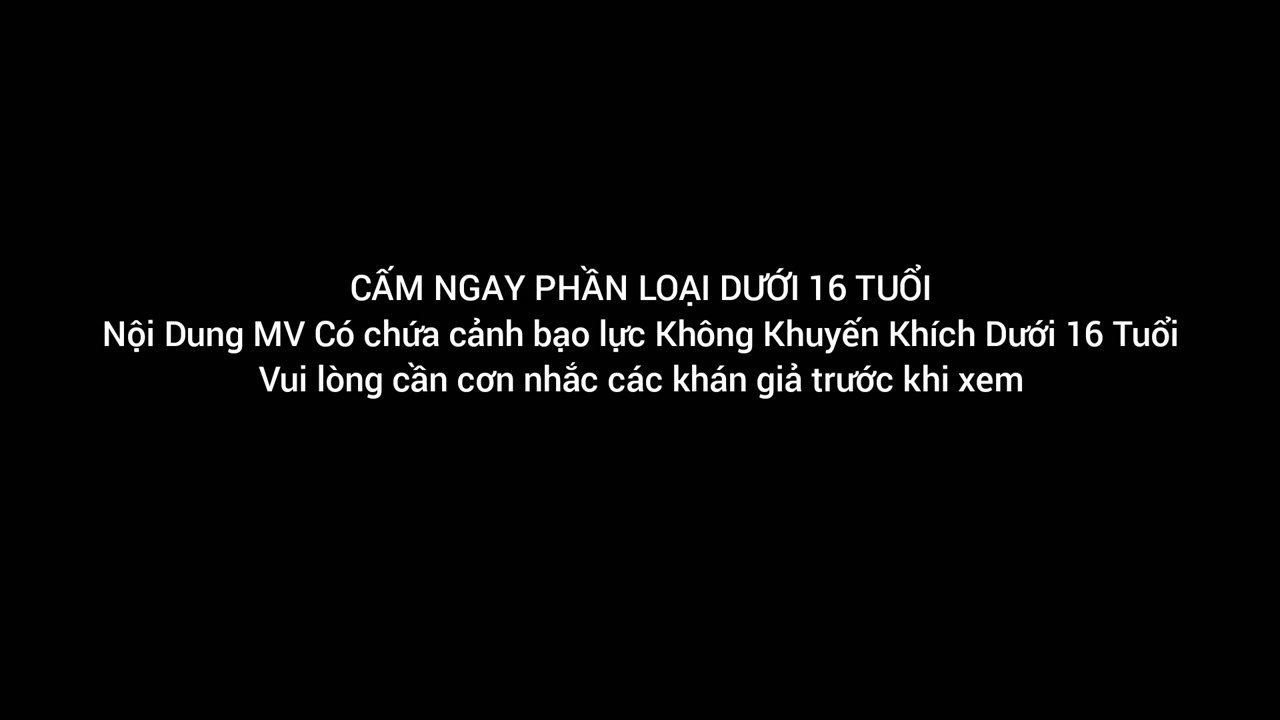 CẤM NGAY PHẦN LOẠI DƯỚI 16 TUỔI
Nội Dung MV Có chứa cảnh bạo lực Không Khuyến Khích Dưới 16 Tuổi
Vui lòng cần cơn nhắc các khán giả trước khi xem